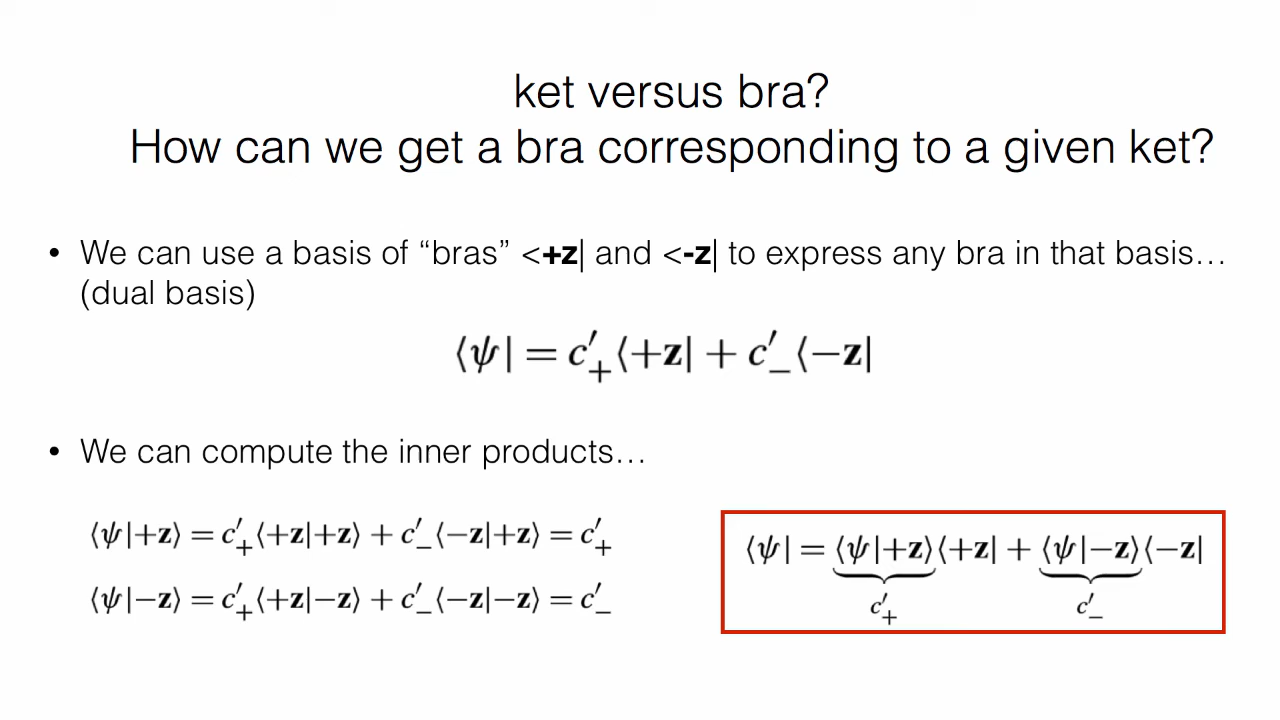 ket versus bra?
How can we get a bra corresponding to a given ket?
• We can use a basis of “bras” <+z| and <-z| to express any bra in that basis…
(dual basis)
⟨ψ| = c′₊⟨+z| + c′₋⟨−z|
• We can compute the inner products…
⟨ψ|+z⟩ = c′₊⟨+z|+z⟩ + c′₋⟨−z|+z⟩ = c′₊
⟨ψ|−z⟩ = c′₊⟨+z|−z⟩ + c′₋⟨−z|−z⟩ = c′₋
⟨ψ| = ⟨ψ|+z⟩⟨+z| + ⟨ψ|−z⟩⟨−z|
c′₊ c′₋